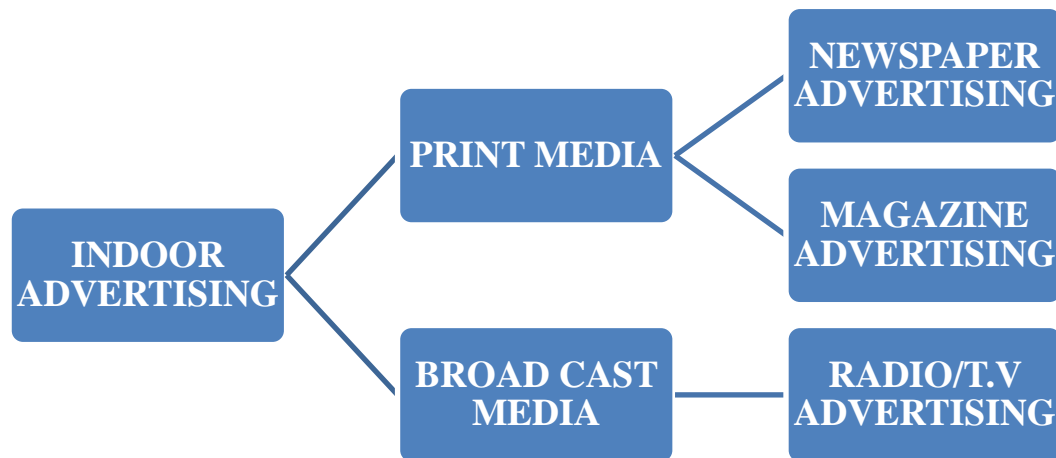 INDOOR
ADVERTISING
PRINT MEDIA
NEWSPAPER
ADVERTISING
MAGAZINE
ADVERTISING
BROAD CAST
MEDIA
RADIO/T.V
ADVERTISING